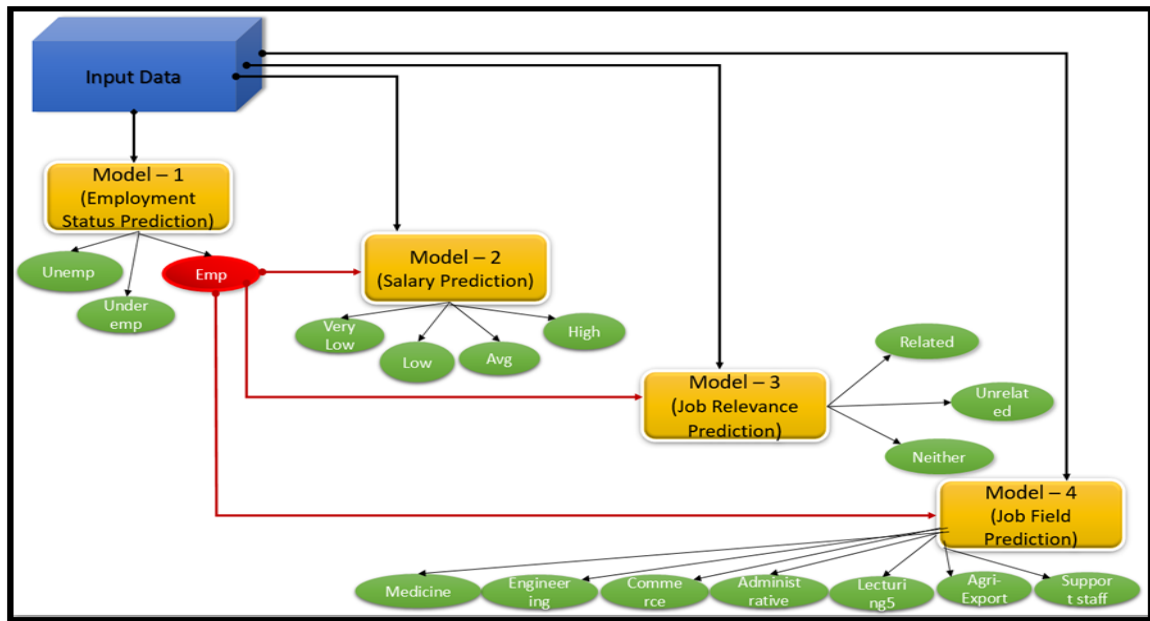 Input Data
Model – 1
(Employment
Status Prediction)
Unemp
Emp
Under
emp
Model – 2
(Salary Prediction)
Very
Low
Low
Avg
High
Model – 3
(Job Relevance
Prediction)
Related
Unrelat
ed
Neither
Model – 4
(Job Field
Prediction)
Medicine
Engineer
ing
Comme
rce
Administ
rative
Lecturi
ng5
Agri-
Export
Suppor
t staff